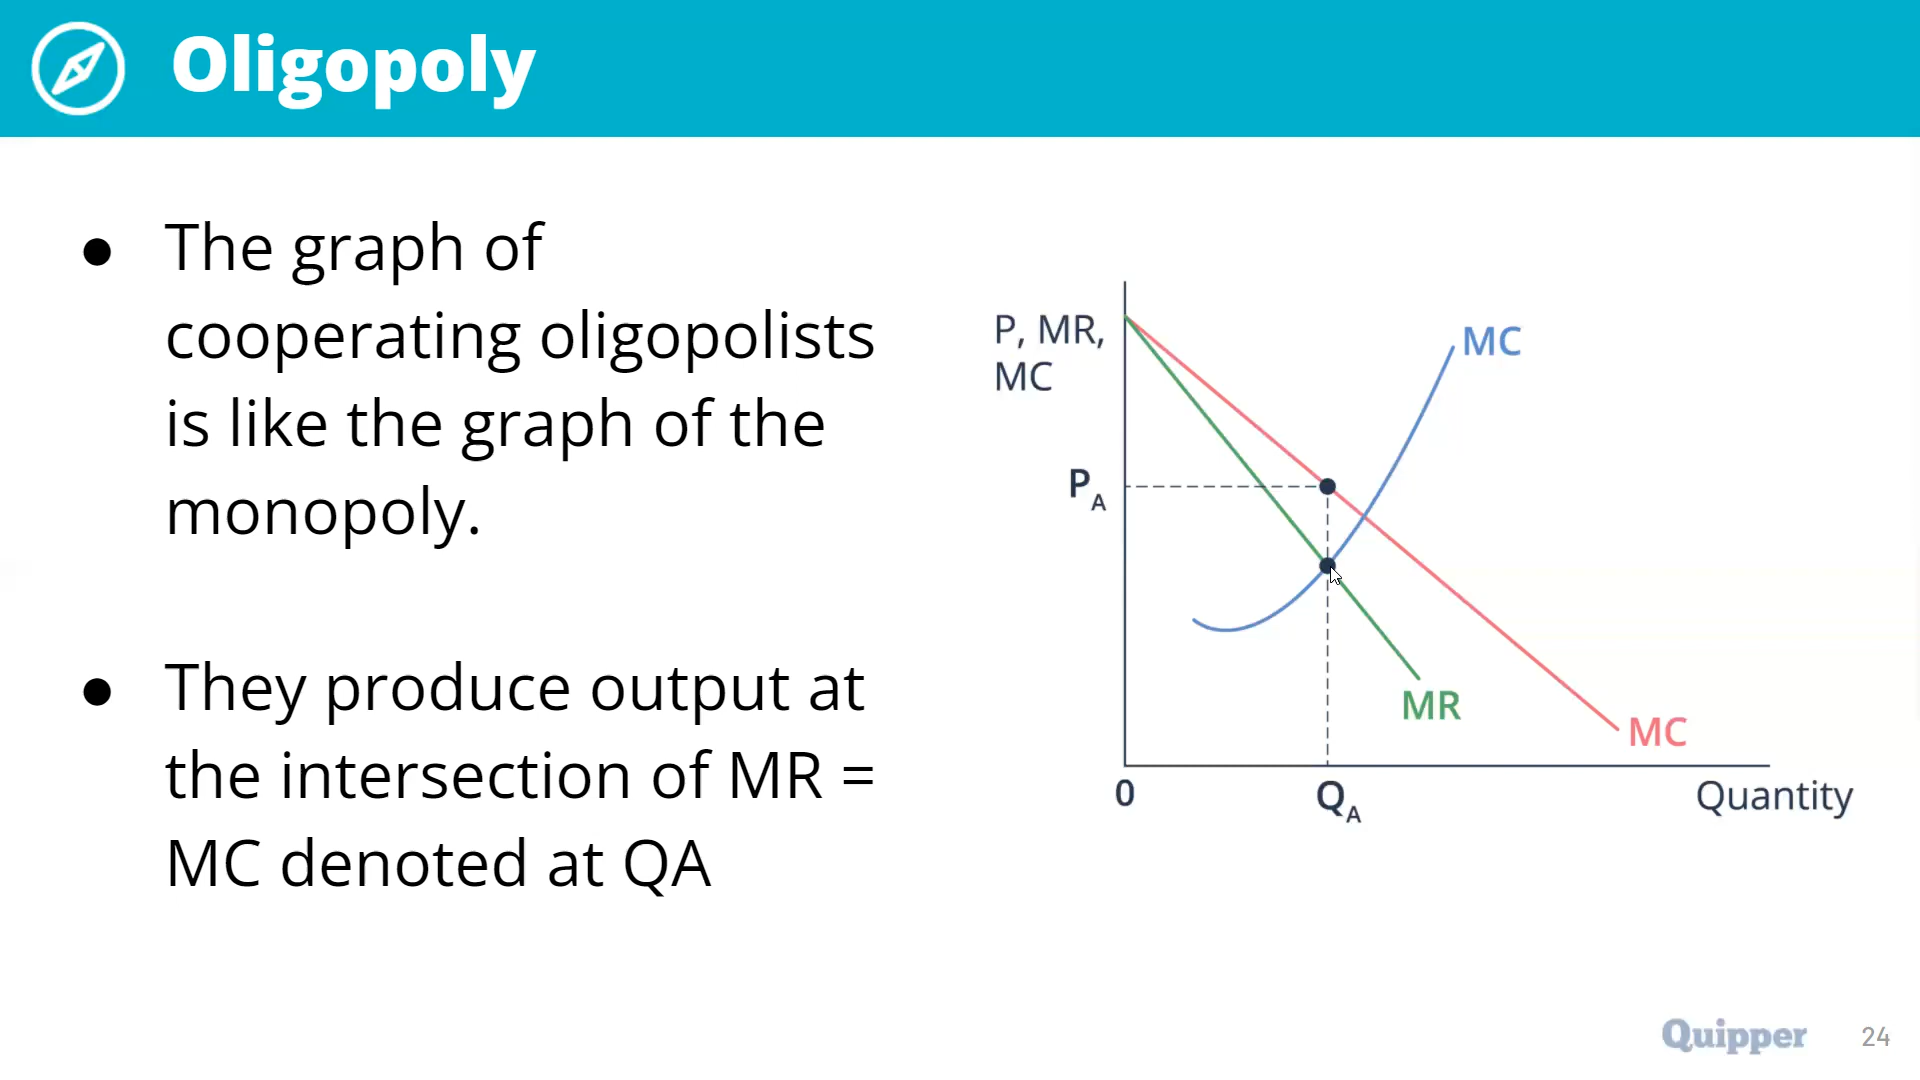 Oligopoly
● The graph of
cooperating oligopolists
is like the graph of the
monopoly.
● They produce output at
the intersection of MR =
MC denoted at QA
P, MR,
MC
MC
PA
MR
MC
0
QA
Quantity
Quipper
24